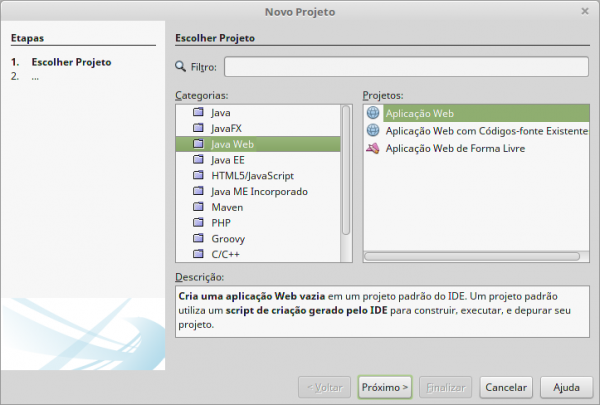 Novo Projeto
Etapas
1. Escolher Projeto
2. ...
Escolher Projeto
Filtro:
Categorias:
Java
JavaFX
Java Web
Java EE
HTML5/JavaScript
Java ME Incorporado
Maven
PHP
Groovy
C/C++
Projetos:
Aplicação Web
Aplicação Web com Códigos-fonte Existente
Aplicação Web de Forma Livre
Descrição:
Cria uma aplicação Web vazia em um projeto padrão do IDE. Um projeto padrão
utiliza um script de criação gerado pelo IDE para construir, executar, e depurar seu
projeto.
< Voltar
Próximo >
Finalizar
Cancelar
Ajuda